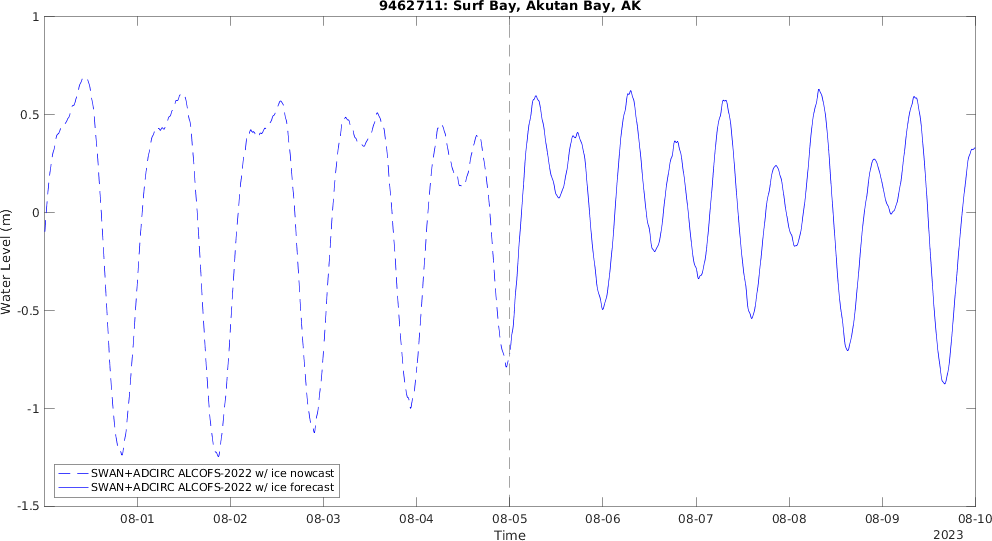 9462711: Surf Bay, Akutan Bay, AK
1
0.5
0
-0.5
-1
-1.5
Water Level (m)
SWAN+ADCIRC ALCOFS-2022 w/ ice nowcast
SWAN+ADCIRC ALCOFS-2022 w/ ice forecast
08-01 08-02 08-03 08-04 08-05 08-06 08-07 08-08 08-09 08-10
Time
2023